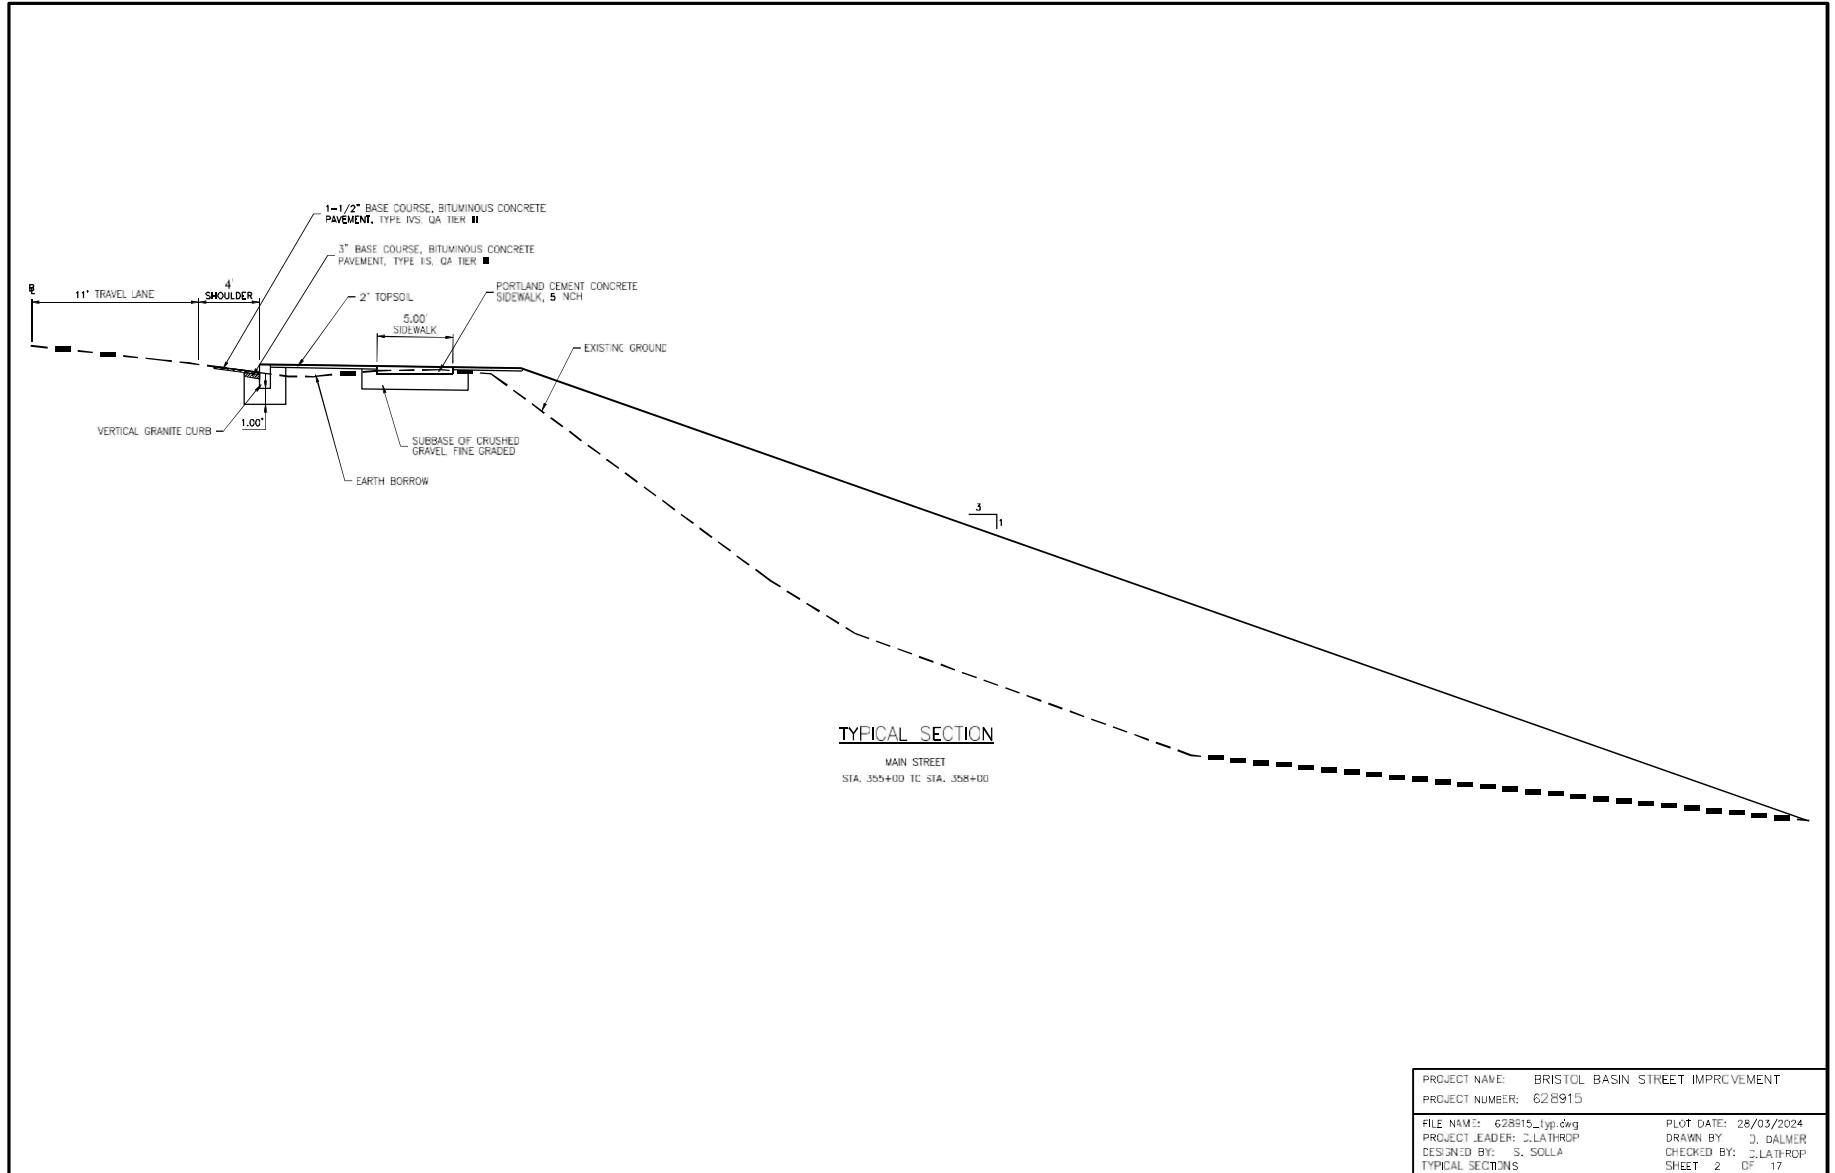 1-1/2" BASE COURSE, BITUMINOUS CONCRETE
PAVEMENT, TYPE IVS, QA TIER III
3" BASE COURSE, BITUMINOUS CONCRETE
PAVEMENT, TYPE IIS, QA TIER
11' TRAVEL LANE
4'
SHOULDER
2" TOPSOIL
PORTLAND CEMENT CONCRETE
SIDEWALK, 5 INCH
5.00'
SIDEWALK
EXISTING GROUND
1.00'
VERTICAL GRANITE CURB
SUBBASE OF CRUSHED
GRAVEL, FINE GRADED
EARTH BORROW
3
1
TYPICAL SECTION
MAIN STREET
STA. 355+00 TO STA. 358+00
PROJECT NAME: BRISTOL BASIN STREET IMPROVEMENT
PROJECT NUMBER: 628915
FILE NAME: 628915_typ.dwg PLOT DATE: 28/03/2024
PROJECT LEADER: C.LATHROP DRAWN BY D. DALMER
DESIGNED BY: S. SOLLA CHECKED BY: C.LATHROP
TYPICAL SECTIONS SHEET 2 OF 17